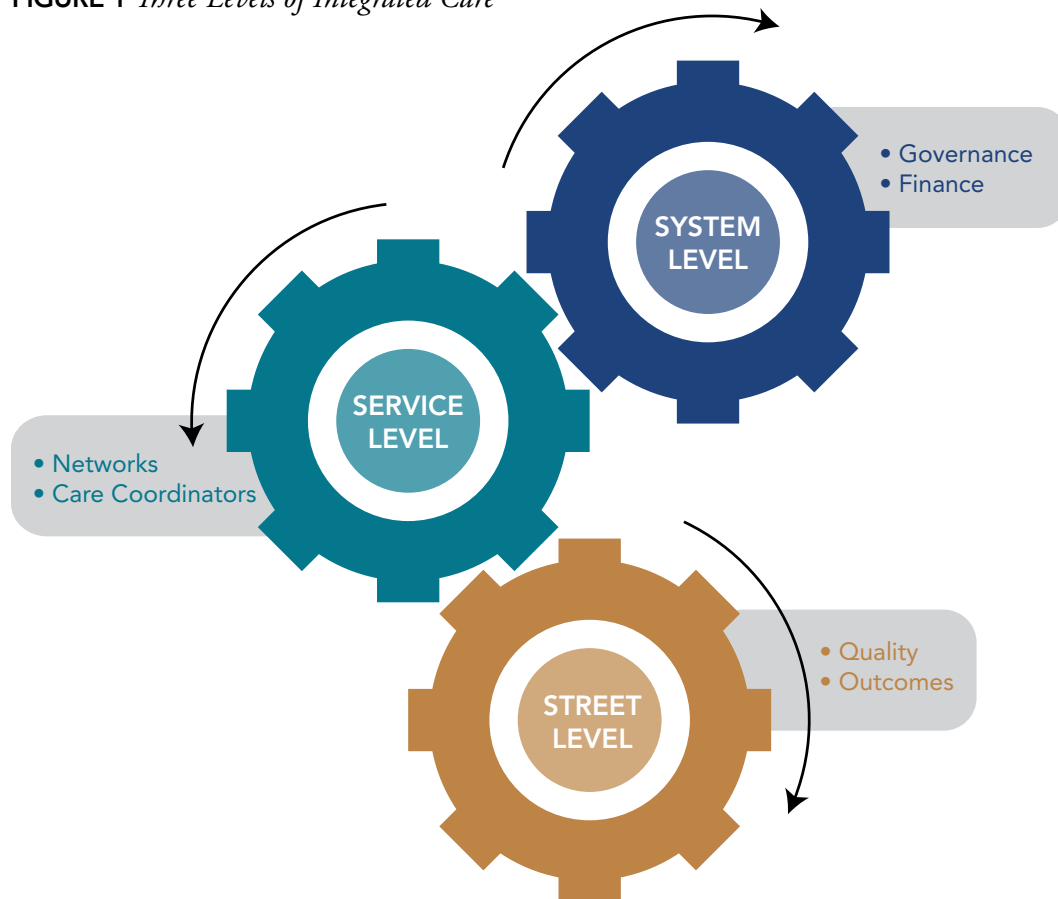 FIGURE 1 Three Levels of Integrated Care
• Governance
• Finance
SYSTEM
LEVEL
SERVICE
LEVEL
• Networks
• Care Coordinators
• Quality
• Outcomes
STREET
LEVEL